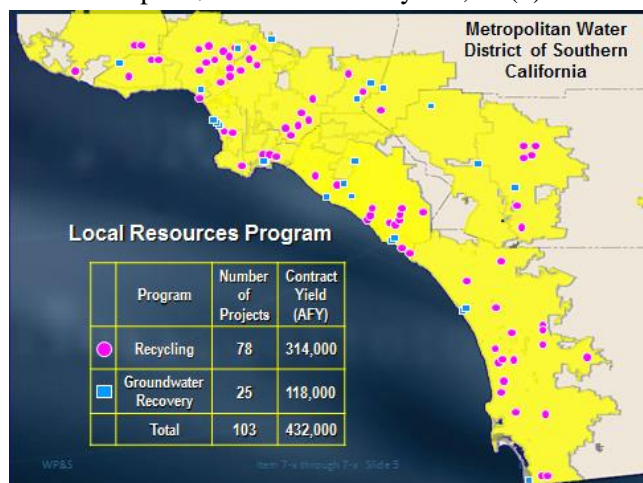 Metropolitan Water
District of Southern
California
Local Resources Program
Program
Number
of
Projects
Contract
Yield
(AFY)
Recycling 78 314,000
Groundwater
Recovery
25 118,000
Total 103 432,000
WP&S
Item 7-x through 7-x Slide 5